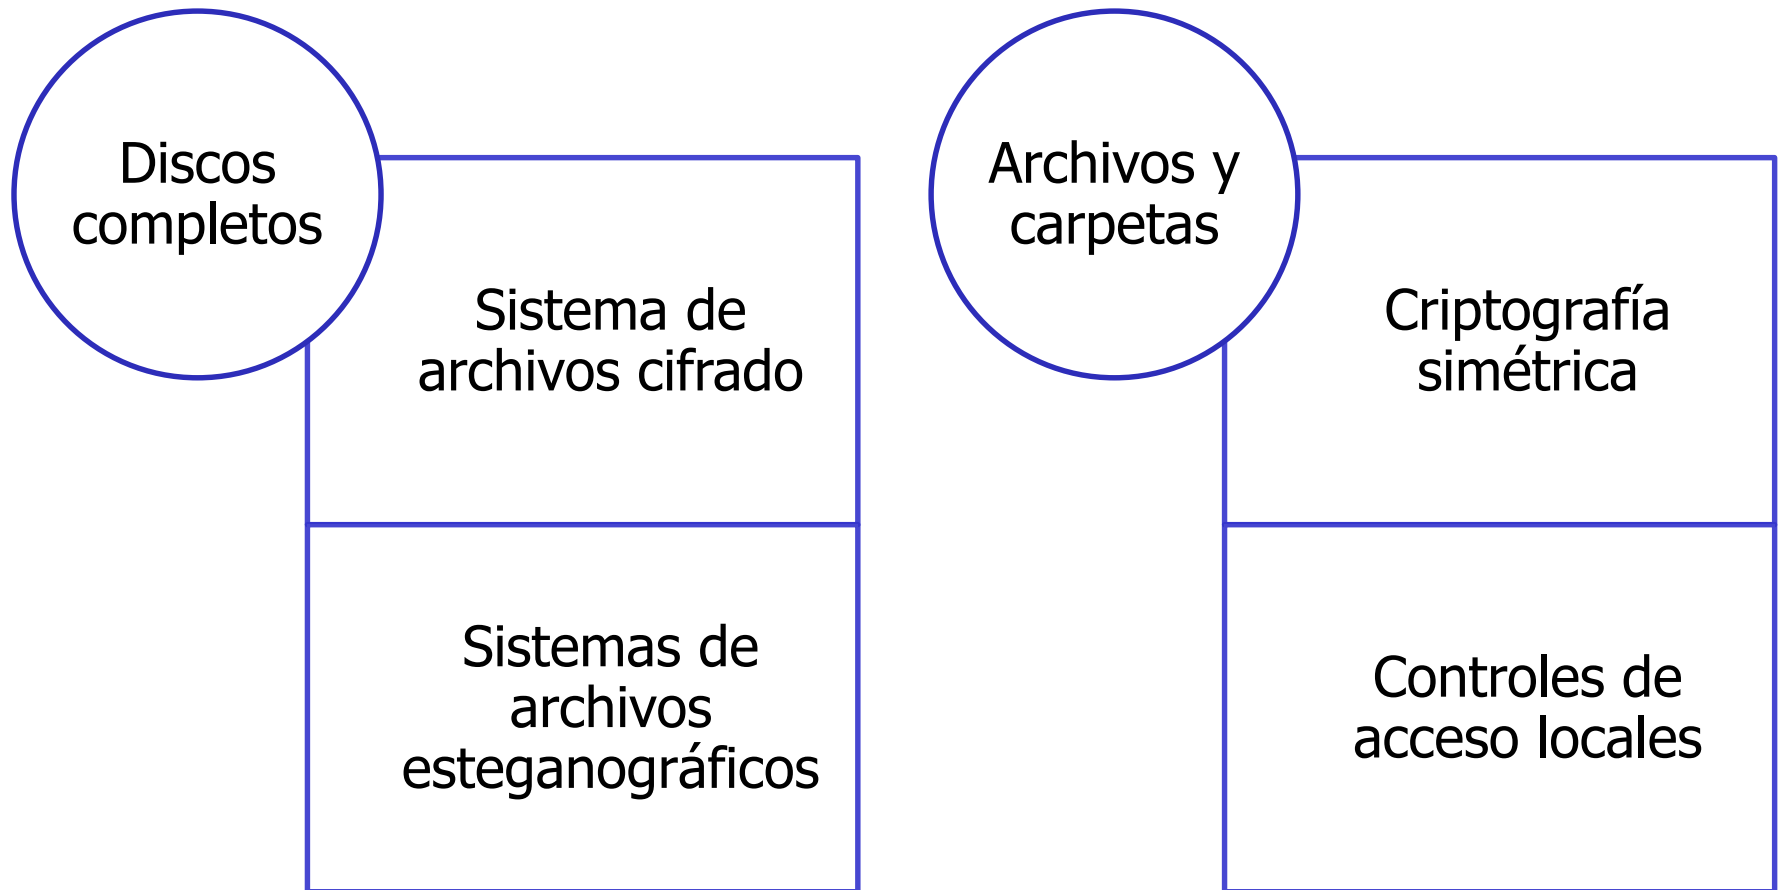 Discos
completos
Sistema de
archivos cifrado
Sistemas de
archivos
esteganográficos
Archivos y
carpetas
Criptografía
simétrica
Controles de
acceso locales